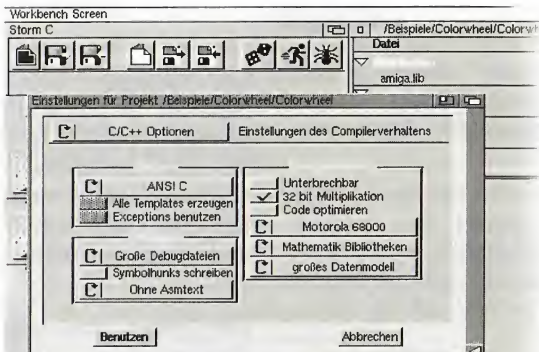 Workbench Screen
Storm C
/Beispiele/Colorwheel/Colorwh
Datei
amiga.lib
Einstellungen für Projekt /Beispiele/Colorwheel/Colorwheel
C/C++ Optionen
Einstellungen des Compilerverhaltens
ANSI C
Alle Templates erzeugen
Exceptions benutzen
Große Debugdateien
Symbolhunks schreiben
Ohne Asmtext
Unterbrechbar
32 bit Multiplikation
Code optimieren
Motorola 68000
Mathematik Bibliotheken
großes Datenmodell
Benutzen
Abbrechen